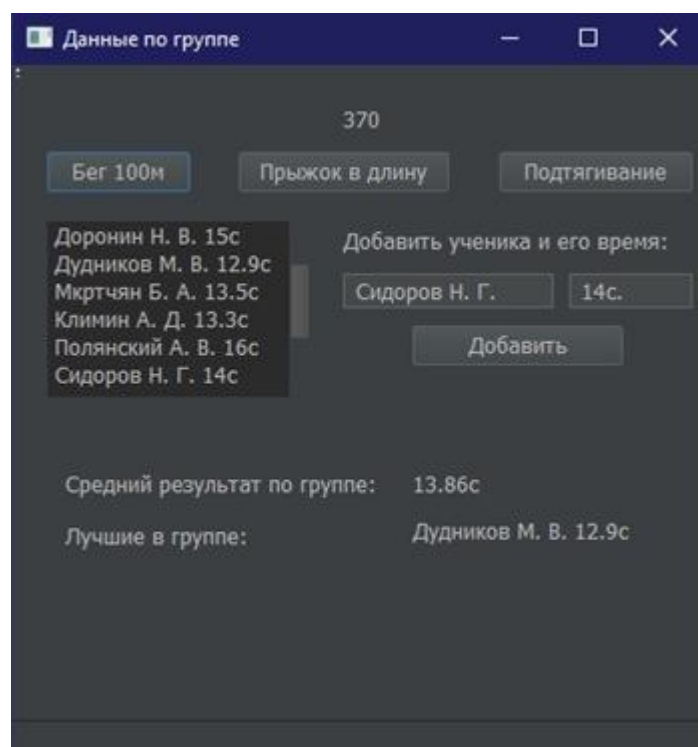 Данные по группе
370
Бег 100м
Прыжок в длину
Подтягивание
Доронин Н. В. 15с
Дудников М. В. 12.9с
Мкртчян Б. А. 13.5с
Климин А. Д. 13.3с
Полянский А. В. 16с
Сидоров Н. Г. 14с
Добавить ученика и его время:
Сидоров Н. Г.
14с.
Добавить
Средний результат по группе: 13.86с
Лучшие в группе: Дудников М. В. 12.9с